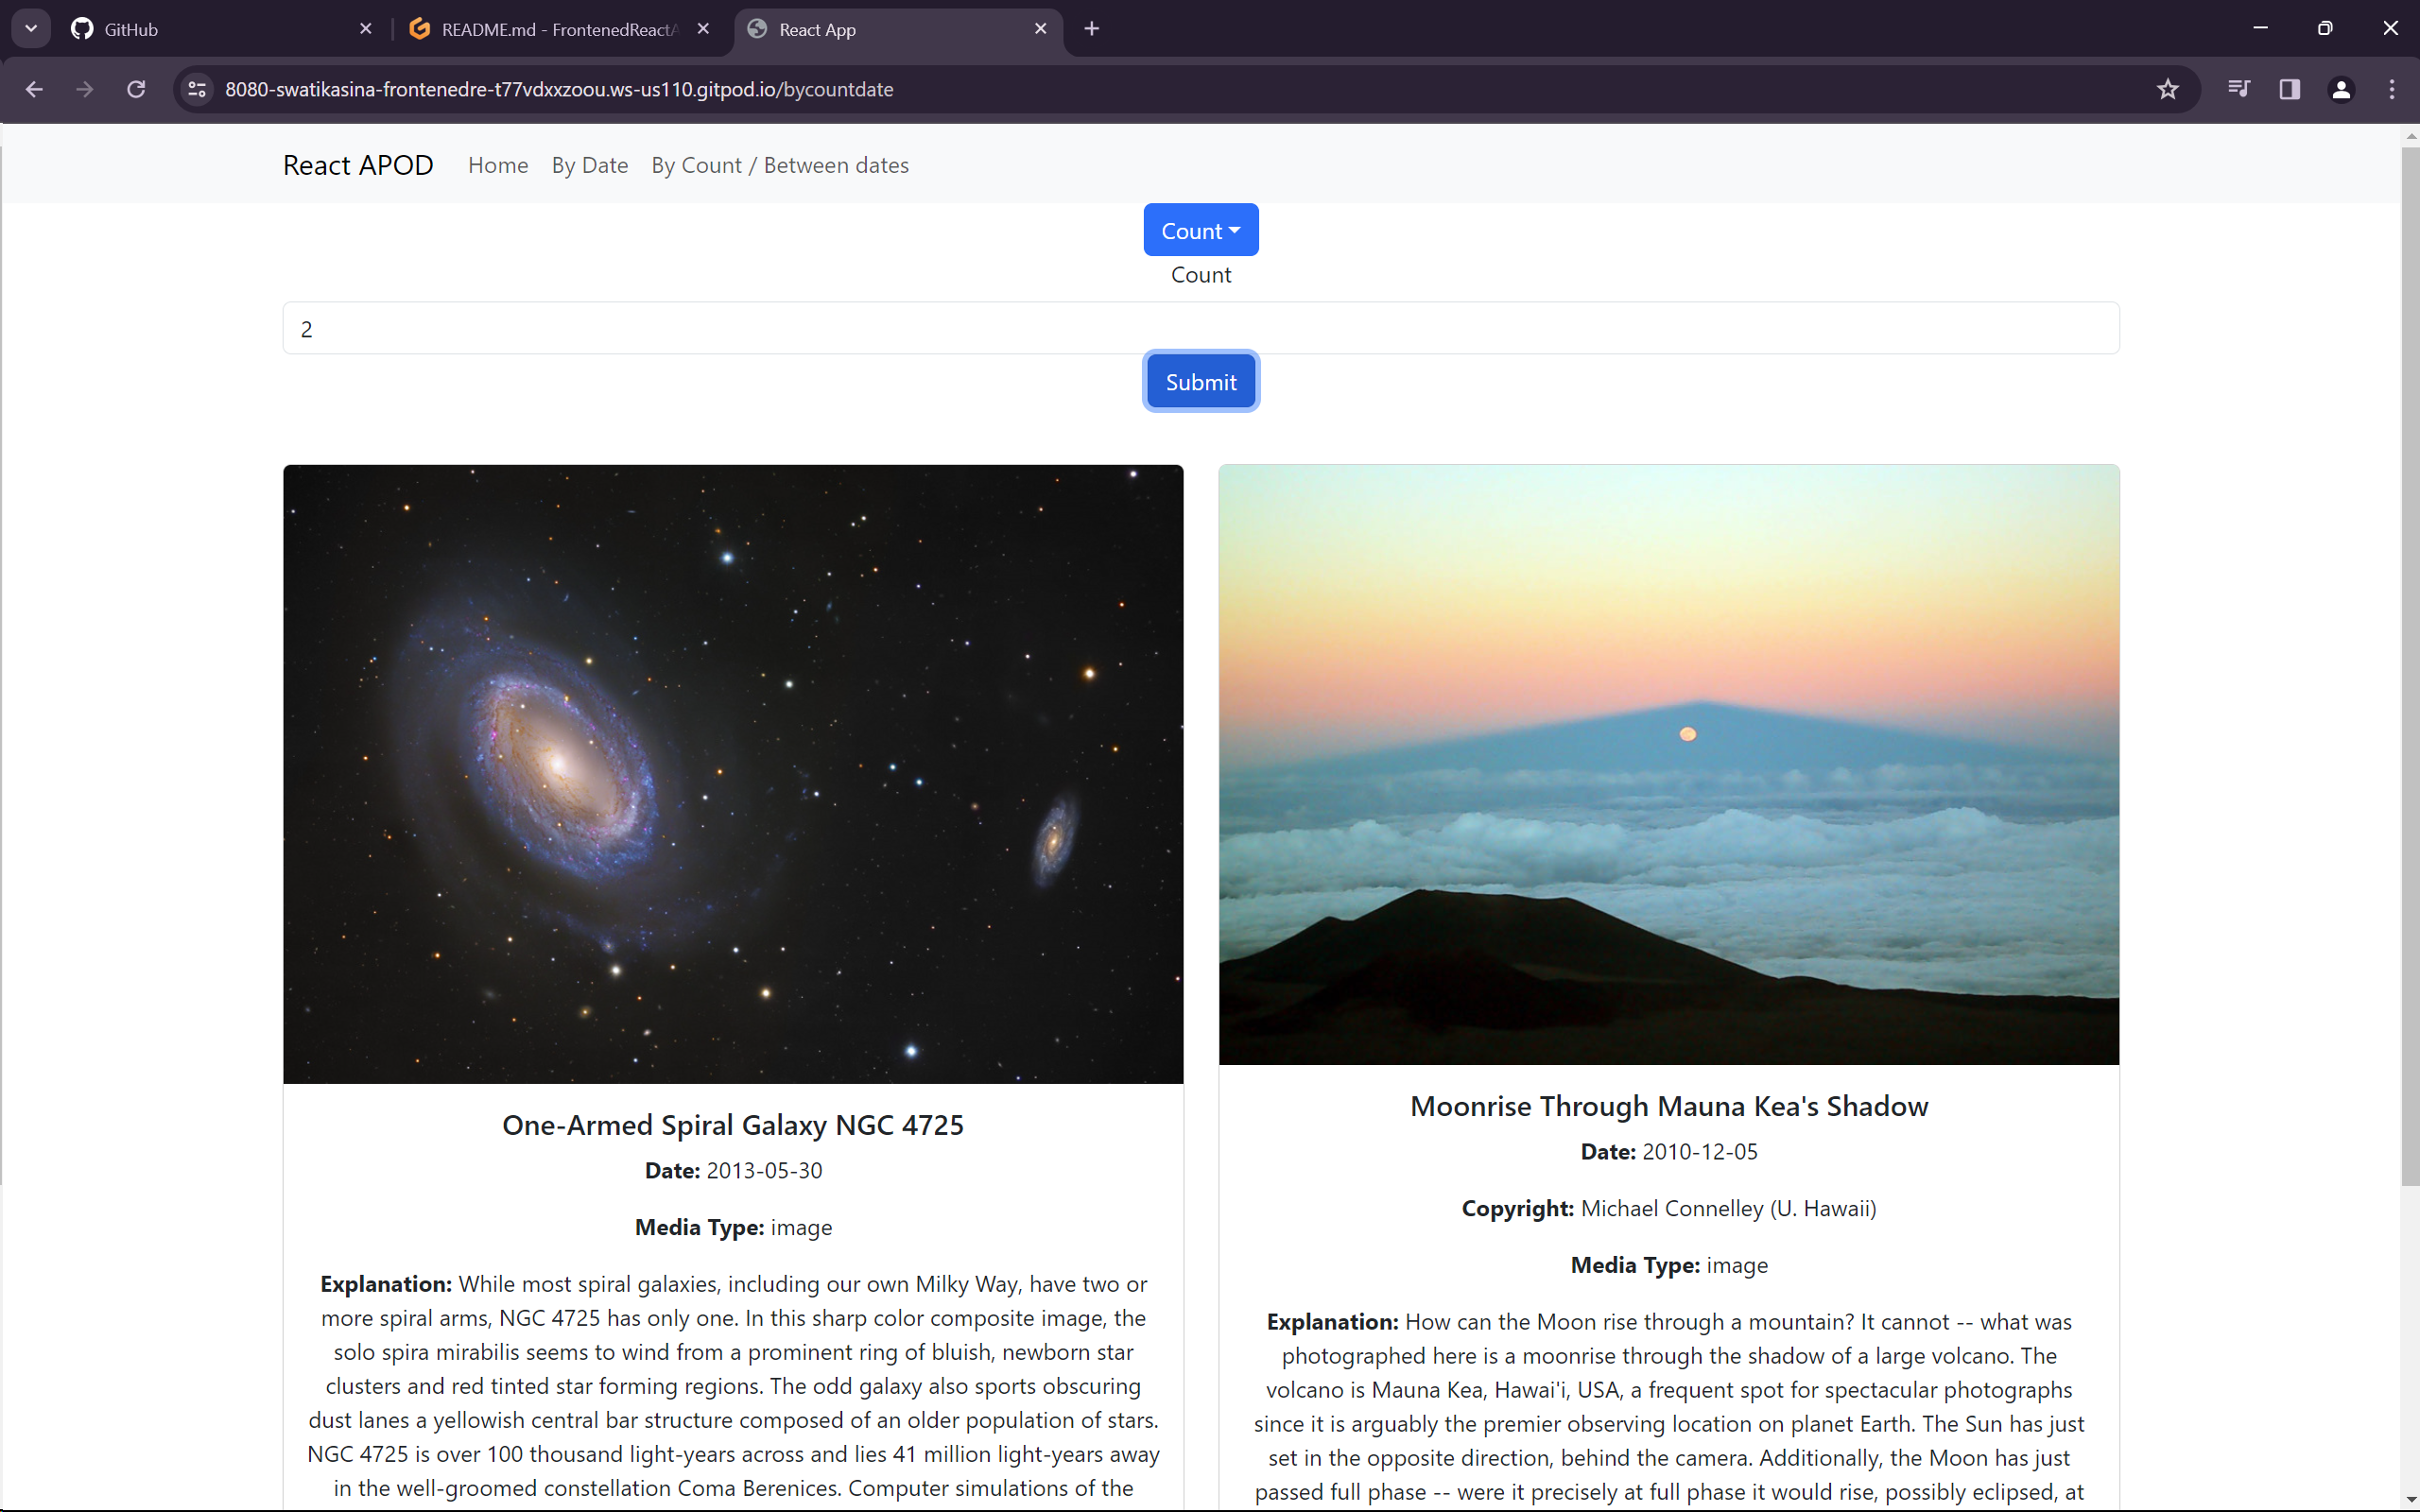 GitHub
README.md - FrontenedReactA
React App
8080-swatikasina-frontenedre-t77vdxxzoou.ws-us110.gitpod.io/bycountdate
React APOD Home By Date By Count / Between dates
Count
Count
2
Submit
One-Armed Spiral Galaxy NGC 4725
Date: 2013-05-30
Media Type: image
Explanation: While most spiral galaxies, including our own Milky Way, have two or
more spiral arms, NGC 4725 has only one. In this sharp color composite image, the
solo spira mirabilis seems to wind from a prominent ring of bluish, newborn star
clusters and red tinted star forming regions. The odd galaxy also sports obscuring
dust lanes a yellowish central bar structure composed of an older population of stars.
NGC 4725 is over 100 thousand light-years across and lies 41 million light-years away
in the well-groomed constellation Coma Berenices. Computer simulations of the
Moonrise Through Mauna Kea's Shadow
Date: 2010-12-05
Copyright: Michael Connelley (U. Hawaii)
Media Type: image
Explanation: How can the Moon rise through a mountain? It cannot -- what was
photographed here is a moonrise through the shadow of a large volcano. The
volcano is Mauna Kea, Hawai'i, USA, a frequent spot for spectacular photographs
since it is arguably the premier observing location on planet Earth. The Sun has just
set in the opposite direction, behind the camera. Additionally, the Moon has just
passed full phase -- were it precisely at full phase it would rise, possibly eclipsed, at